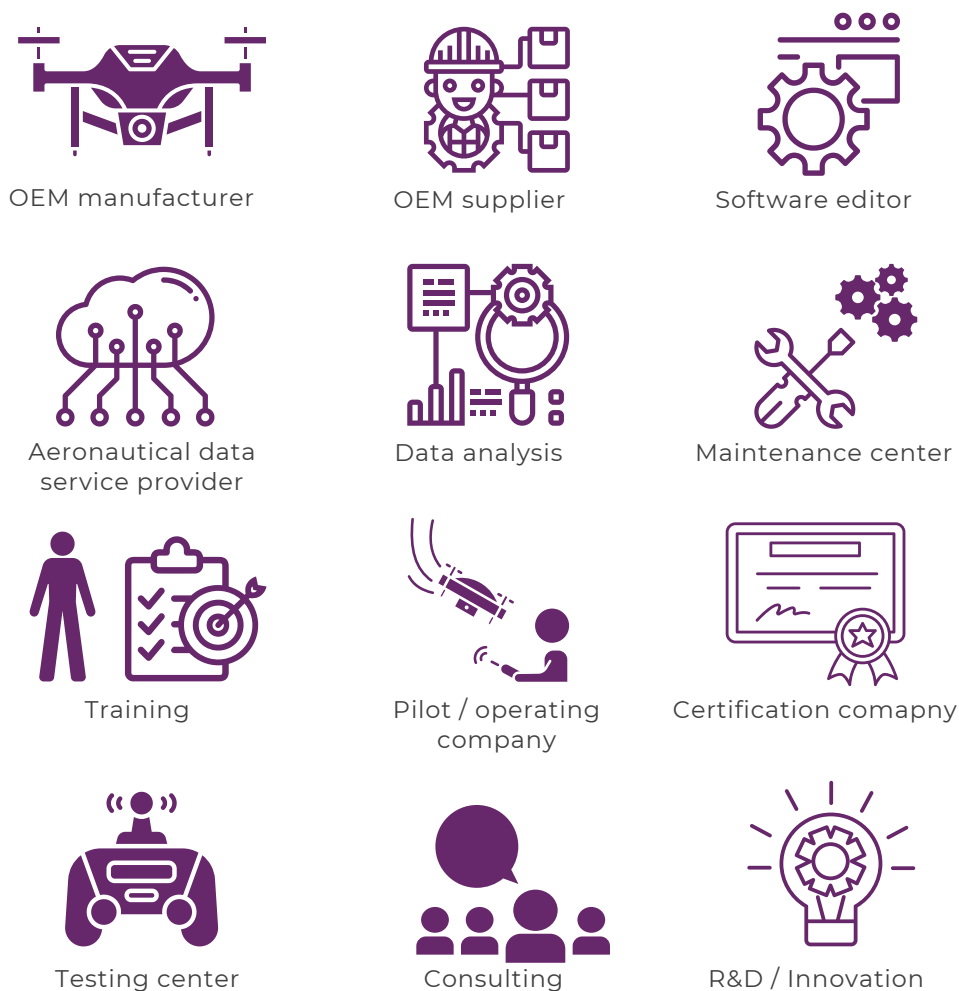 OEM manufacturer
OEM supplier
Software editor
Aeronautical data
service provider
Data analysis
Maintenance center
Training
Pilot / operating
company
Certification comapny
Testing center
Consulting
R&D / Innovation